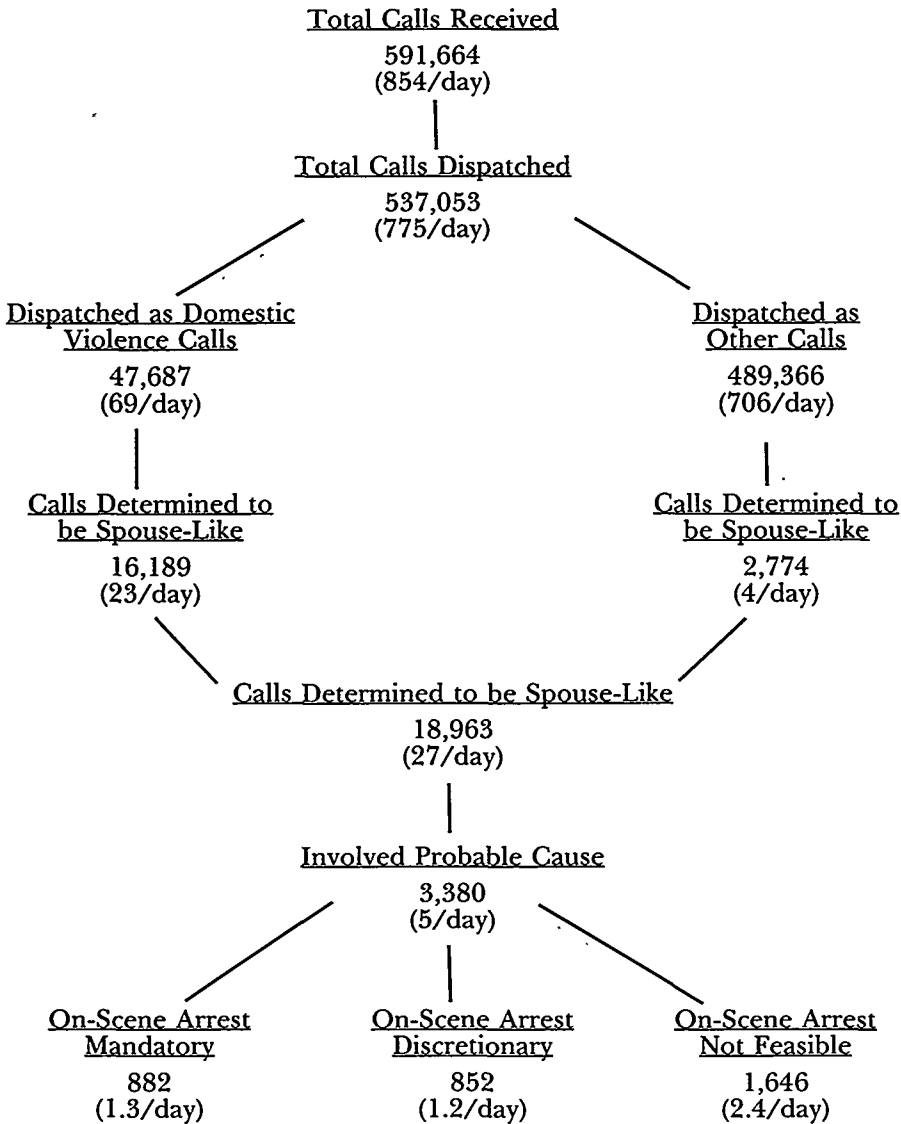 Total Calls Received
591,664
(854/day)
Total Calls Dispatched
537,053
(775/day)
Dispatched as Domestic
Violence Calls
47,687
(69/day)
Dispatched as
Other Calls
489,366
(706/day)
Calls Determined to
be Spouse-Like
16,189
(23/day)
Calls Determined to
be Spouse-Like
2,774
(4/day)
Calls Determined to be Spouse-Like
18,963
(27/day)
Involved Probable Cause
3,380
(5/day)
On-Scene Arrest
Mandatory
882
(1.3/day)
On-Scene Arrest
Discretionary
852
(1.2/day)
On-Scene Arrest
Not Feasible
1,646
(2.4/day)